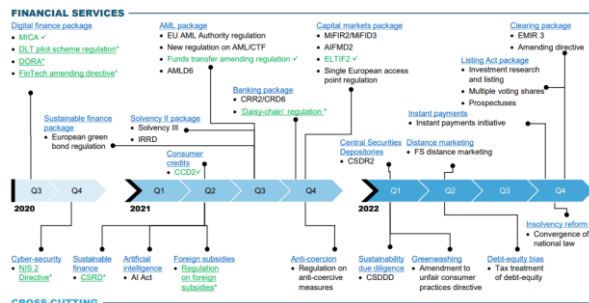 FINANCIAL SERVICES
Digital finance package
• MICA ✓
• DLT pilot scheme regulation*
• DORA*
• FinTech amending directive*
AML package
• EU AML Authority regulation
• New regulation on AML/CTF
• Funds transfer amending regulation ✓
• AMLD6
Capital markets package
• MiFIR2/MiFID3
• AIFMD2
• ELTIF2 ✓
• Single European access
point regulation
Clearing package
• EMIR 3
• Amending directive
Listing Act package
• Investment research
and listing
• Multiple voting shares
• Prospectuses
Banking package
• CRR2/CRD6
• 'Daisy-chain' regulation *
Sustainable finance
package
• European green
bond regulation
Solvency II package
• Solvency III
• IRRD
Instant payments
• Instant payments initiative
Consumer
credits
• CCD2✓
Central Securities
Depositories
• CSDR2
Distance marketing
• FS distance marketing
Q3
Q4
Q1
Q2
Q3
Q4
Q1
Q2
Q3
Q4
2020
2021
2022
Insolvency reform
• Convergence of
national law
Cyber-security
• NIS 2
Directive*
Sustainable
finance
• CSRD*
Artificial
intelligence
• AI Act
Foreign subsidies
• Regulation
on foreign
subsidies*
Anti-coercion
• Regulation on
anti-coercive
measures
Sustainability
due diligence
• CSDDD
Greenwashing
• Amendment to
unfair consumer
practices directive
Debt-equity bias
• Tax treatment
of debt-equity
CROSS CUTTING